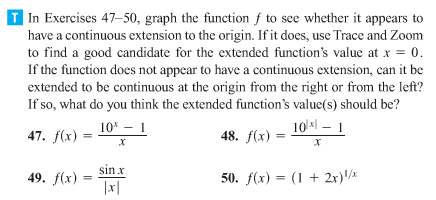 T In Exercises 47–50, graph the function f to see whether it appears to
have a continuous extension to the origin. If it does, use Trace and Zoom
to find a good candidate for the extended function's value at x = 0.
If the function does not appear to have a continuous extension, can it be
extended to be continuous at the origin from the right or from the left?
If so, what do you think the extended function's value(s) should be?
47. f(x) = (10ˣ − 1)/x 48. f(x) = (10^|x| − 1)/x
49. f(x) = sin x/|x| 50. f(x) = (1 + 2x)^(1/x)